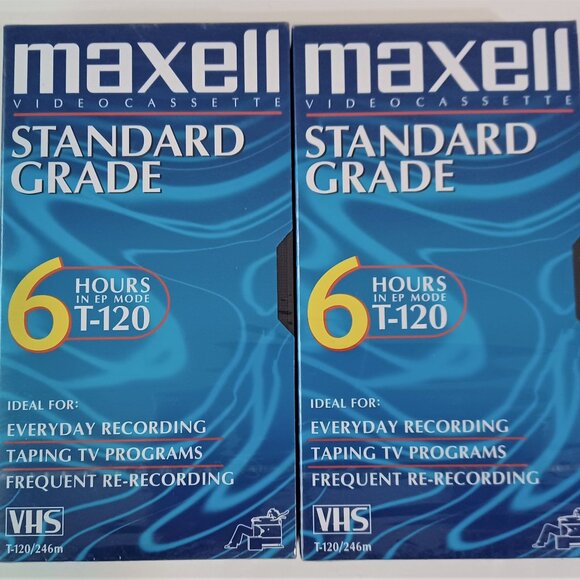 maxell
VIDEOCASSETTE
STANDARD
GRADE
6 HOURS
IN EP MODE
T-120
IDEAL FOR:
EVERYDAY RECORDING
TAPING TV PROGRAMS
FREQUENT RE-RECORDING
VHS
T-120/246m
maxell
VIDEOCASSETTE
STANDARD
GRADE
6 HOURS
IN EP MODE
T-120
IDEAL FOR:
EVERYDAY RECORDING
TAPING TV PROGRAMS
FREQUENT RE-RECORDING
VHS
T-120/246m